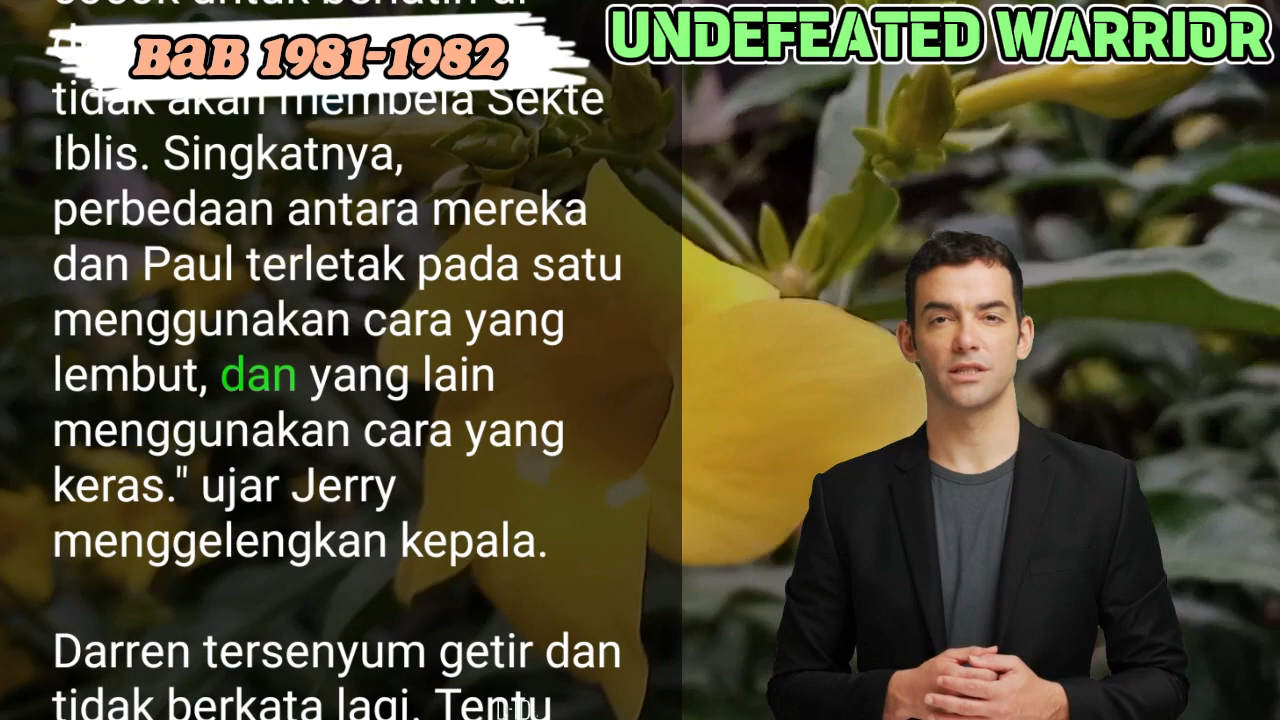 UNDEFEATED WARRIOR
BAB 1981-1982
tidak akan membela Sekte
Iblis. Singkatnya,
perbedaan antara mereka
dan Paul terletak pada satu
menggunakan cara yang
lembut, dan yang lain
menggunakan cara yang
keras." ujar Jerry
menggelengkan kepala.
Darren tersenyum getir dan
tidak berkata lagi. Tentu